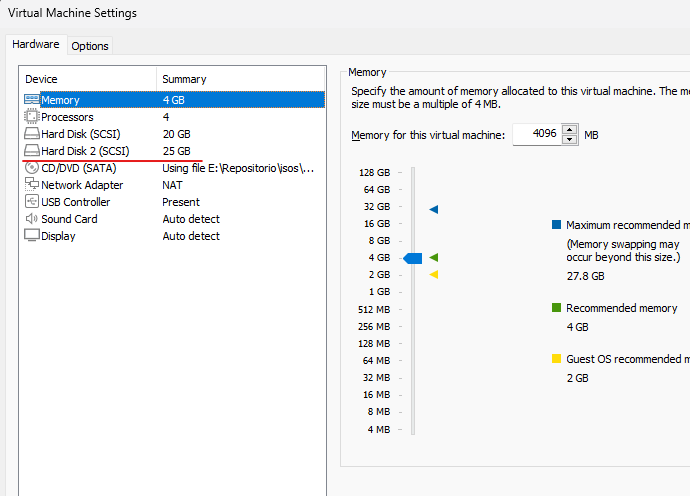 Virtual Machine Settings
Hardware
Options
Device Summary
Memory 4 GB
Processors 4
Hard Disk (SCSI) 20 GB
Hard Disk 2 (SCSI) 25 GB
CD/DVD (SATA) Using file E:\Repositorio\isos\...
Network Adapter NAT
USB Controller Present
Sound Card Auto detect
Display Auto detect
Memory
Specify the amount of memory allocated to this virtual machine. The
size must be a multiple of 4 MB.
Memory for this virtual machine: 4096 MB
128 GB
64 GB
32 GB
16 GB
8 GB
4 GB
2 GB
1 GB
512 MB
256 MB
128 MB
64 MB
32 MB
16 MB
8 MB
4 MB
Maximum recommended m
(Memory swapping may
occur beyond this size.)
27.8 GB
Recommended memory
4 GB
Guest OS recommended m
2 GB